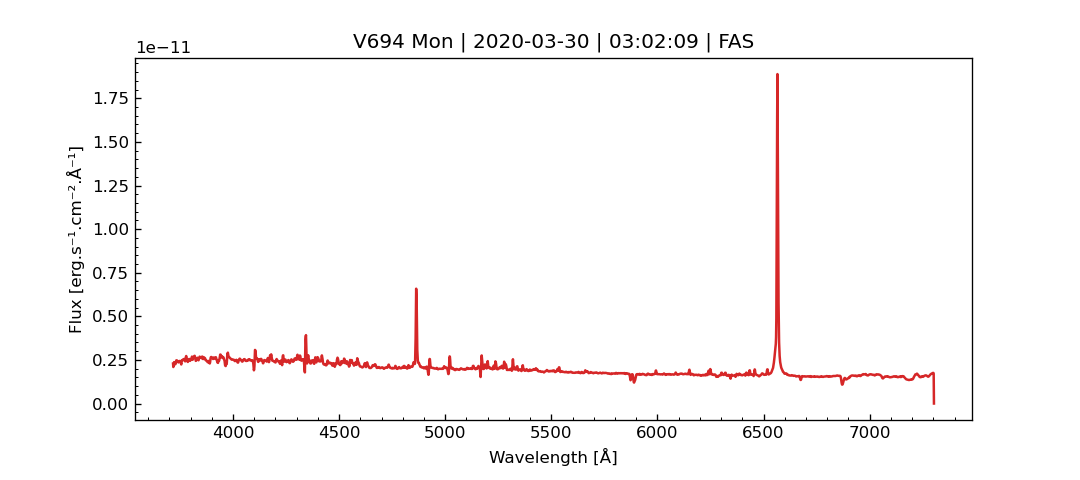 V694 Mon | 2020-03-30 | 03:02:09 | FAS
1e−11
1.75
1.50
1.25
1.00
0.75
0.50
0.25
0.00
Flux [erg.s⁻¹.cm⁻².Å⁻¹]
4000 4500 5000 5500 6000 6500 7000
Wavelength [Å]